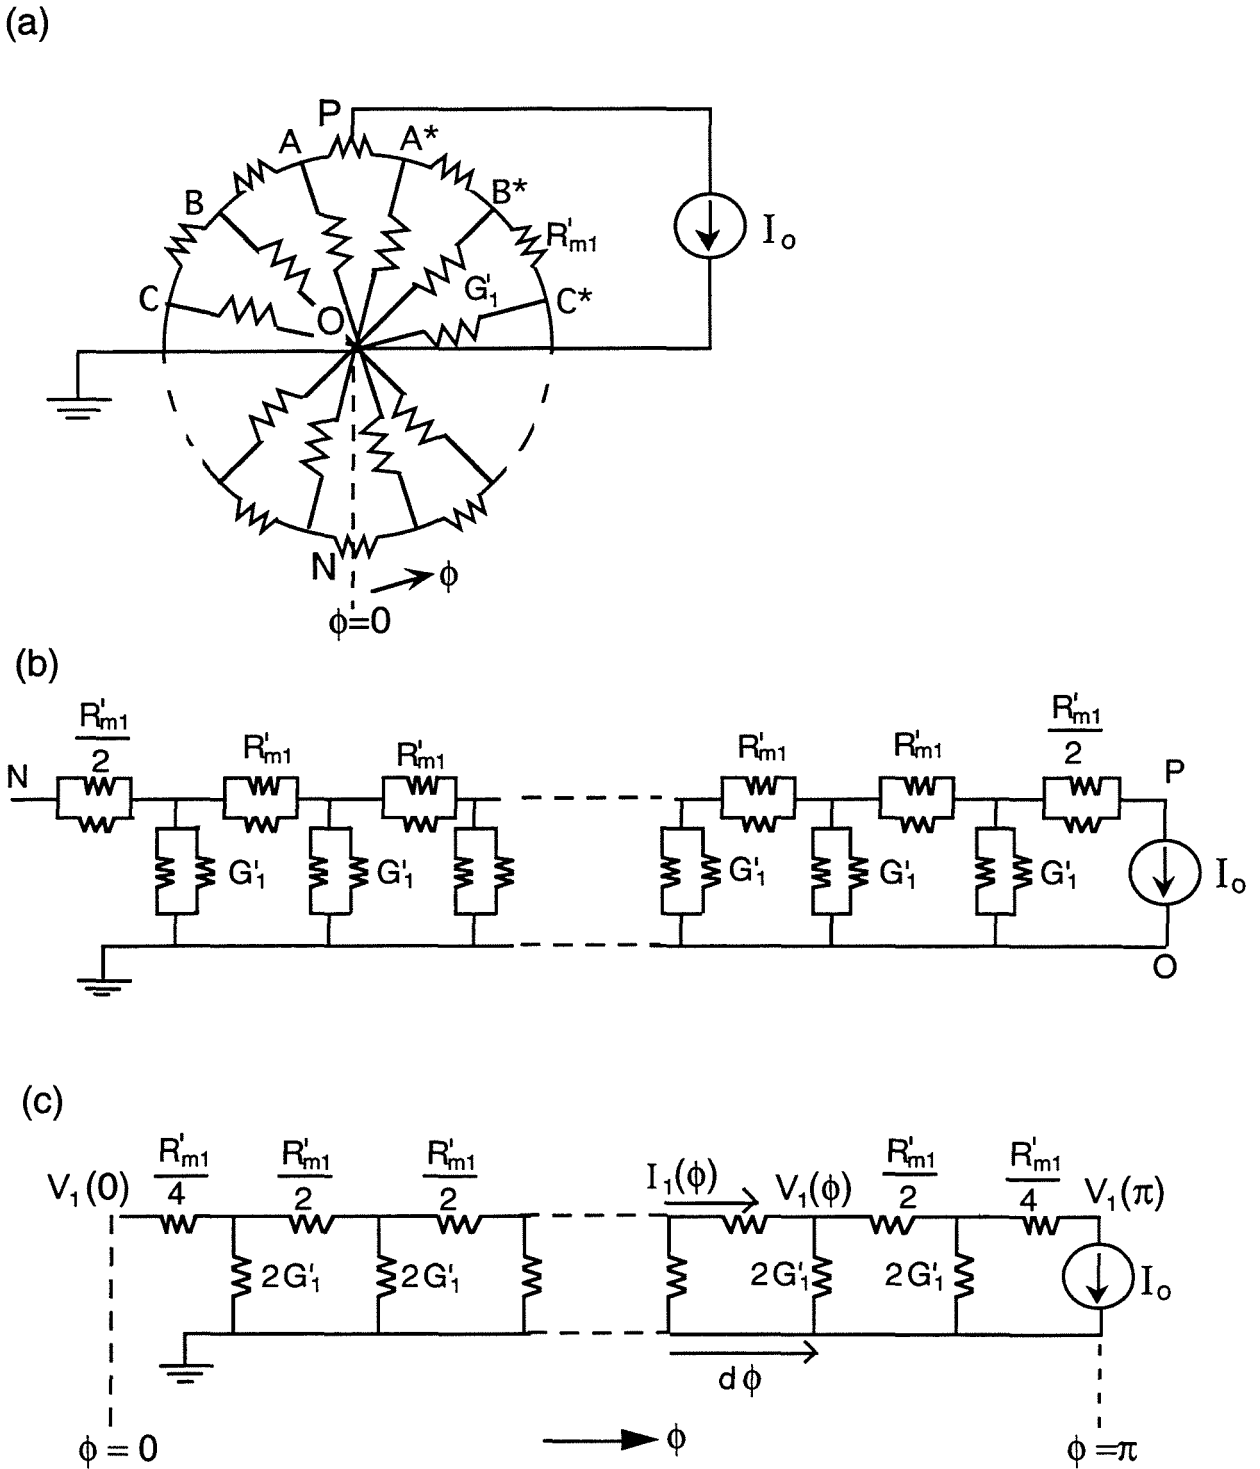 (a)
P
A
A*
B
B*
R'm1
I o
C
O
G'1
C*
N
ϕ
ϕ=0
(b)
N
R'm1
2
R'm1
R'm1
R'm1
R'm1
R'm1
2
P
G'1
G'1
G'1
G'1
G'1
I o
O
(c)
V1(0)
R'm1
4
R'm1
2
R'm1
2
I1(ϕ)
V1(ϕ)
R'm1
2
R'm1
4
V1(π)
2G'1
2G'1
2G'1
2G'1
I o
dϕ
ϕ = 0
ϕ
ϕ =π